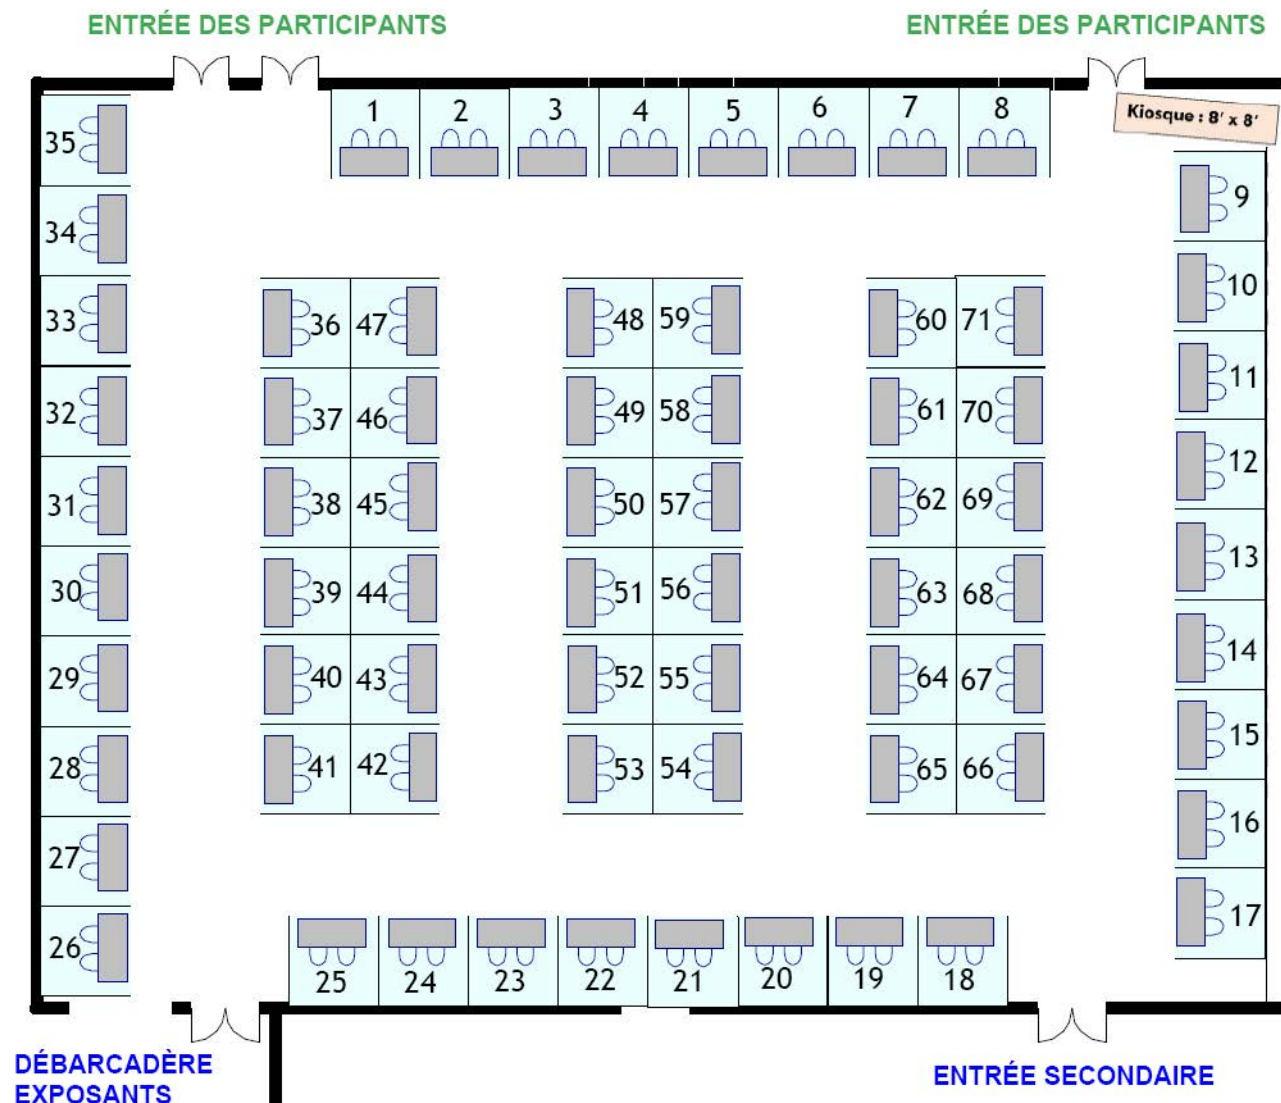 ENTRÉE DES PARTICIPANTS
ENTRÉE DES PARTICIPANTS
Kiosque : 8' x 8'
1 2 3 4 5 6 7 8
35
9
34
10
33 36 47 48 59 60 71
11
32 37 46 49 58 61 70
12
31 38 45 50 57 62 69
13
30 39 44 51 56 63 68
14
29 40 43 52 55 64 67
15
28 41 42 53 54 65 66
16
27
17
26
25 24 23 22 21 20 19 18
DÉBARCADÈRE
EXPOSANTS
ENTRÉE SECONDAIRE